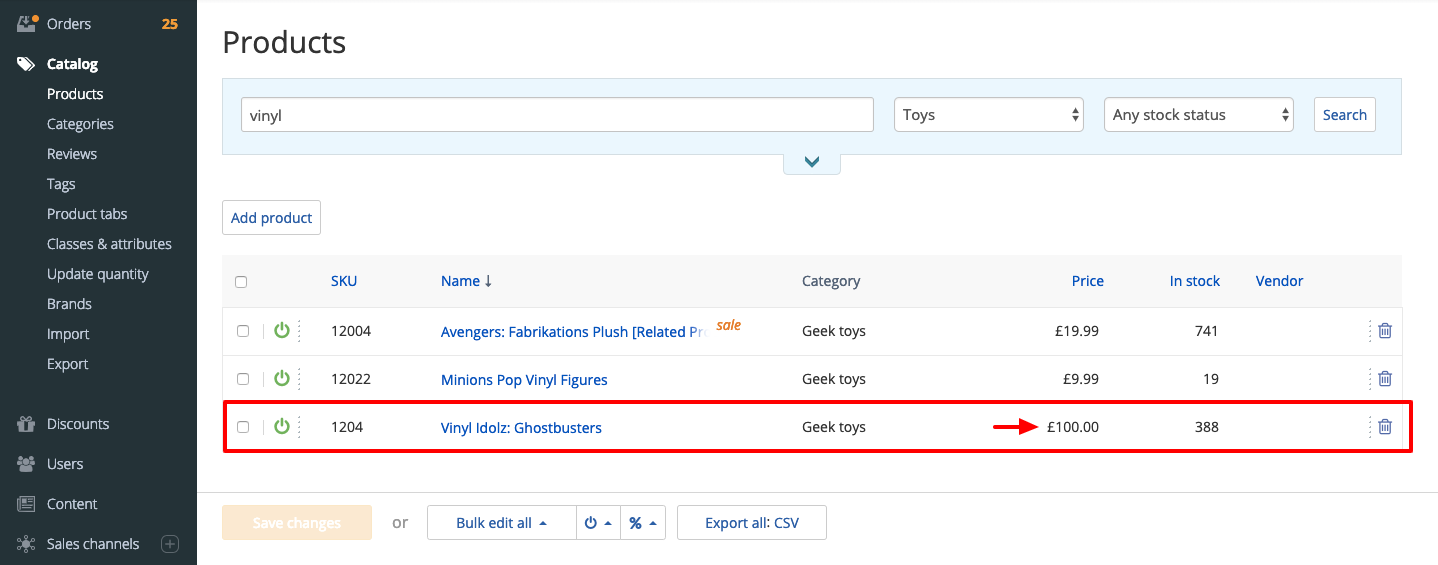 Orders 25
Catalog
Products
Categories
Reviews
Tags
Product tabs
Classes & attributes
Update quantity
Brands
Import
Export
Discounts
Users
Content
Sales channels
Products
vinyl Toys Any stock status Search
Add product
SKU Name ↓ Category Price In stock Vendor
12004 Avengers: Fabrikations Plush [Related Pr sale Geek toys £19.99 741
12022 Minions Pop Vinyl Figures Geek toys £9.99 19
1204 Vinyl Idolz: Ghostbusters Geek toys £100.00 388
Save changes or Bulk edit all % Export all: CSV